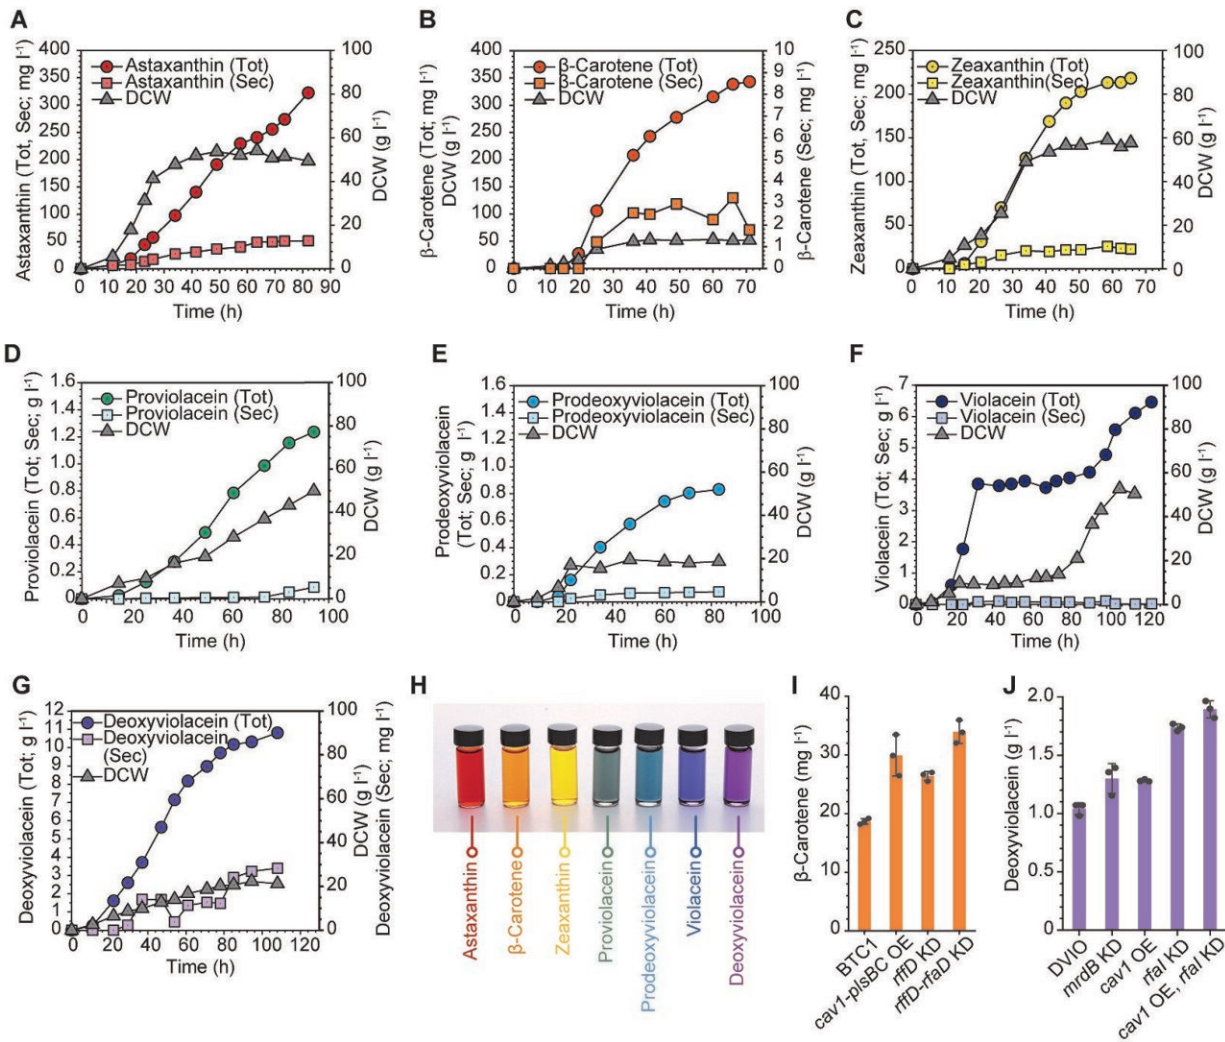 A
Astaxanthin (Tot, Sec; mg l⁻¹)
400
350
300
250
200
150
100
50
0
Astaxanthin (Tot)
Astaxanthin (Sec)
DCW
100
80
60
40
20
0
DCW (g l⁻¹)
0 10 20 30 40 50 60 70 80 90
Time (h)
B
β-Carotene (Tot; mg l⁻¹)
DCW (g l⁻¹)
400
350
300
250
200
150
100
50
0
β-Carotene (Tot)
β-Carotene (Sec)
DCW
10
9
8
7
6
5
4
3
2
1
0
β-Carotene (Sec; mg l⁻¹)
0 10 20 30 40 50 60 70
Time (h)
C
Zeaxanthin (Tot, Sec; mg l⁻¹)
250
200
150
100
50
0
Zeaxanthin (Tot)
Zeaxanthin(Sec)
DCW
100
80
60
40
20
0
DCW (g l⁻¹)
0 10 20 30 40 50 60 70
Time (h)
D
Proviolacein (Tot; Sec; g l⁻¹)
1.6
1.4
1.2
1.0
0.8
0.6
0.4
0.2
0
Proviolacein (Tot)
Proviolacein (Sec)
DCW
100
80
60
40
20
0
DCW (g l⁻¹)
0 20 40 60 80 100
Time (h)
E
Prodeoxyviolacein
(Tot; Sec; g l⁻¹)
1.6
1.4
1.2
1.0
0.8
0.6
0.4
0.2
0
Prodeoxyviolacein (Tot)
Prodeoxyviolacein (Sec)
DCW
100
80
60
40
20
0
DCW (g l⁻¹)
0 20 40 60 80 100
Time (h)
F
Violacein (Tot; Sec; g l⁻¹)
7
6
5
4
3
2
1
0
Violacein (Tot)
Violacein (Sec)
DCW
100
80
60
40
20
0
DCW (g l⁻¹)
0 20 40 60 80 100 120
Time (h)
G
Deoxyviolacein (Tot; g l⁻¹)
12
11
10
9
8
7
6
5
4
3
2
1
0
Deoxyviolacein (Tot)
Deoxyviolacein
(Sec)
DCW
100
80
60
40
20
0
DCW (g l⁻¹)
Deoxyviolacein (Sec; mg l⁻¹)
0 20 40 60 80 100 120
Time (h)
H
Astaxanthin
β-Carotene
Zeaxanthin
Proviolacein
Prodeoxyviolacein
Violacein
Deoxyviolacein
I
β-Carotene (mg l⁻¹)
40
30
20
10
0
BTC1
cav1-plsBC OE
rffD KD
rffD-rfaD KD
J
Deoxyviolacein (g l⁻¹)
2.0
1.5
1.0
0.5
0
DVIO
mrdB KD
cav1 OE
rfaI KD
cav1 OE, rfaI KD